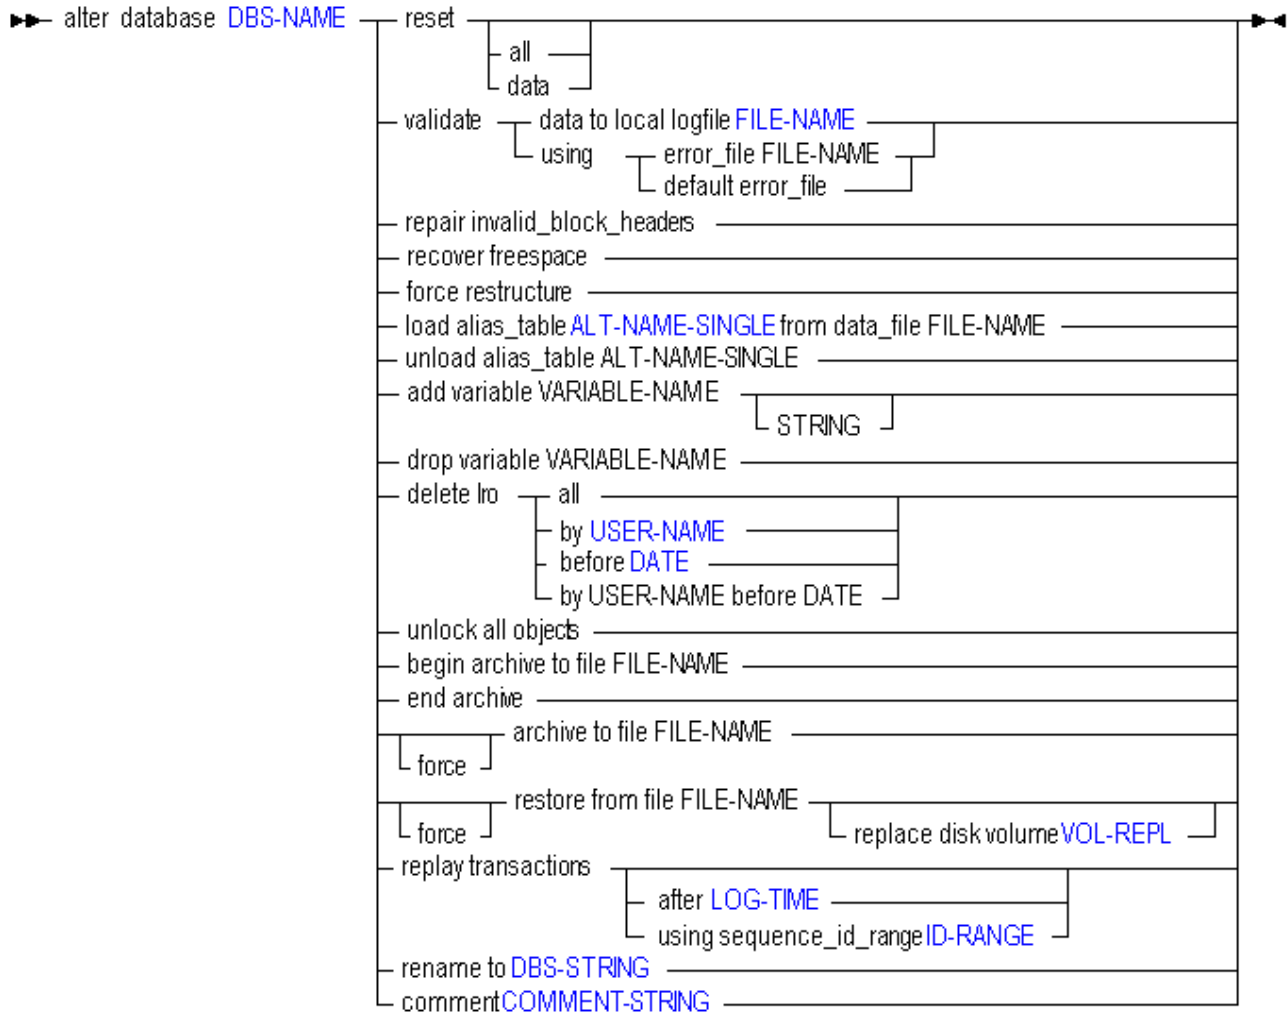 alter database DBS-NAME reset
all
data
validate data to local logfile FILE-NAME
using error_file FILE-NAME
default error_file
repair invalid_block_headers
recover freespace
force restructure
load alias_table ALT-NAME-SINGLE from data_file FILE-NAME
unload alias_table ALT-NAME-SINGLE
add variable VARIABLE-NAME
STRING
drop variable VARIABLE-NAME
delete lro all
by USER-NAME
before DATE
by USER-NAME before DATE
unlock all objects
begin archive to file FILE-NAME
end archive
archive to file FILE-NAME
force
restore from file FILE-NAME
force replace disk volume VOL-REPL
replay transactions
after LOG-TIME
using sequence_id_range ID-RANGE
rename to DBS-STRING
comment COMMENT-STRING